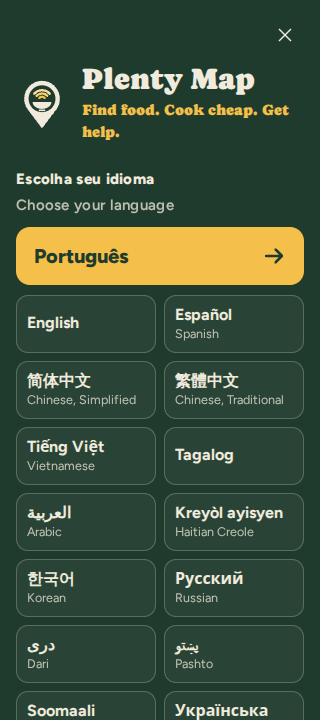 Plenty Map
Find food. Cook cheap. Get
help.
Escolha seu idioma
Choose your language
Português
English
Español
Spanish
简体中文
Chinese, Simplified
繁體中文
Chinese, Traditional
Tiếng Việt
Vietnamese
Tagalog
العربية
Arabic
Kreyòl ayisyen
Haitian Creole
한국어
Korean
Русский
Russian
دری
Dari
پښتو
Pashto
Soomaali
Українська